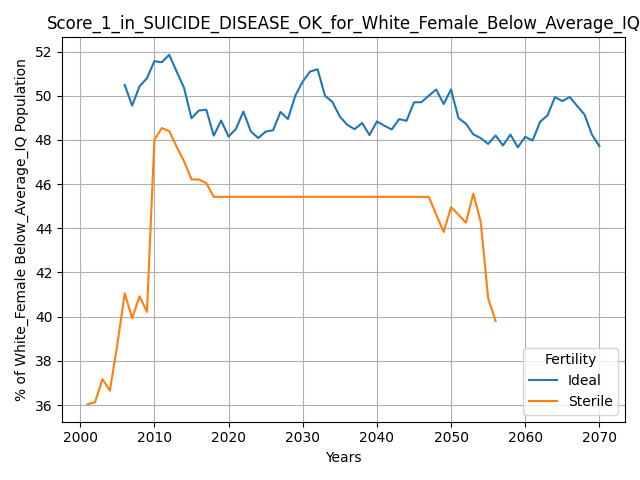 Score_1_in_SUICIDE_DISEASE_OK_for_White_Female_Below_Average_IQ
% of White_Female Below_Average_IQ Population
52
50
48
46
44
42
40
38
36
2000 2010 2020 2030 2040 2050 2060 2070
Years
Fertility
Ideal
Sterile